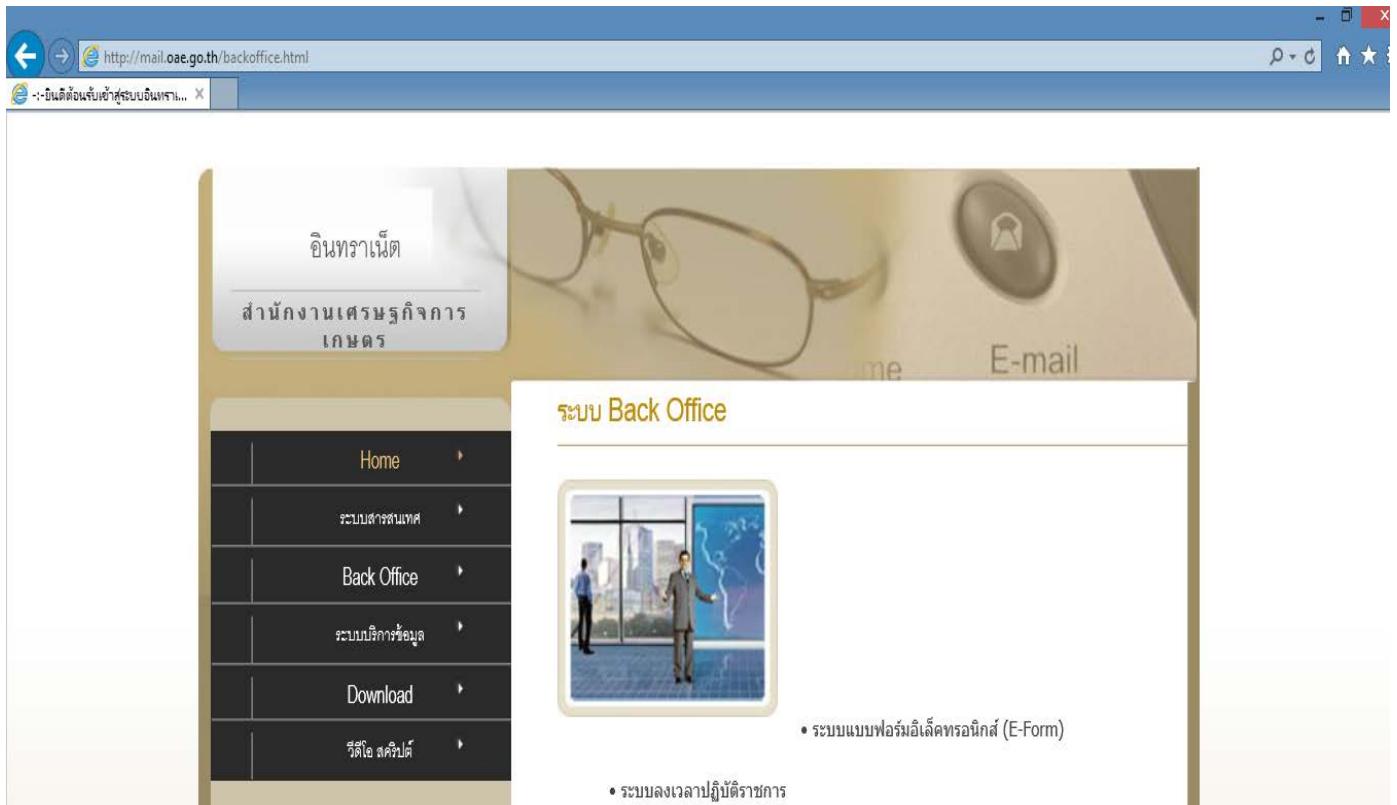 http://mail.oae.go.th/backoffice.html
-:-ยินดีต้อนรับเข้าสู่ระบบอินทราเ...
อินทราเน็ต
สำนักงานเศรษฐกิจการ
เกษตร
me
E-mail
ระบบ Back Office
Home
ระบบสารสนเทศ
Back Office
ระบบบริการข้อมูล
Download
วีดีโอ สคริปต์
• ระบบแบบฟอร์มอิเล็คทรอนิกส์ (E-Form)
• ระบบลงเวลาปฏิบัติราชการ